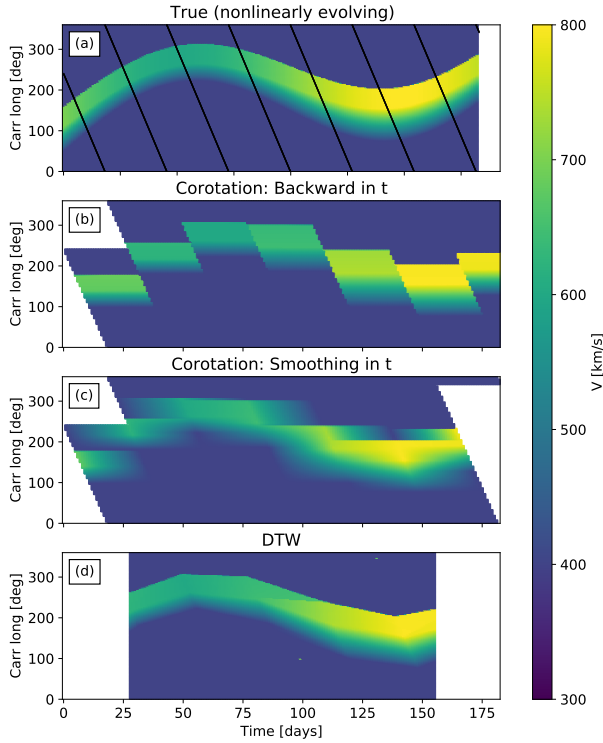 True (nonlinearly evolving)
(a)
Carr long [deg]
300
200
100
0
Corotation: Backward in t
(b)
Carr long [deg]
300
200
100
0
Corotation: Smoothing in t
(c)
Carr long [deg]
300
200
100
0
DTW
(d)
Carr long [deg]
300
200
100
0
0 25 50 75 100 125 150 175
Time [days]
800
700
600
500
400
300
V [km/s]